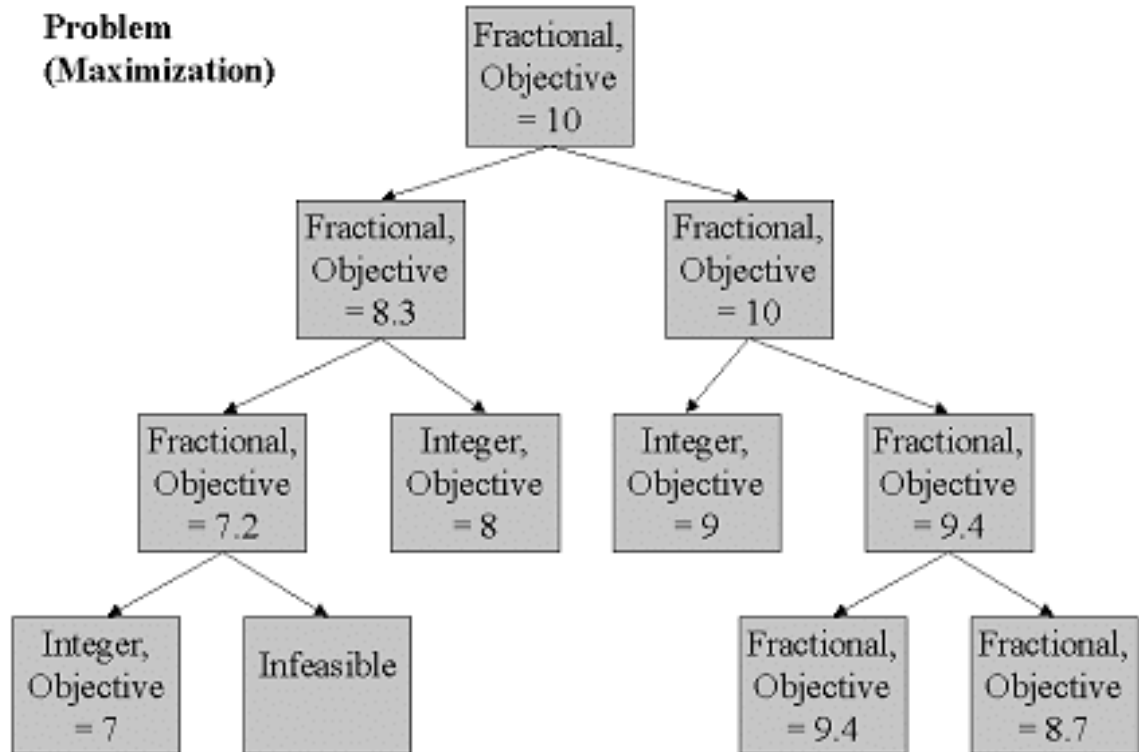 Problem
(Maximization)
Fractional,
Objective
= 10
Fractional,
Objective
= 8.3
Fractional,
Objective
= 10
Fractional,
Objective
= 7.2
Integer,
Objective
= 8
Integer,
Objective
= 9
Fractional,
Objective
= 9.4
Integer,
Objective
= 7
Infeasible
Fractional,
Objective
= 9.4
Fractional,
Objective
= 8.7